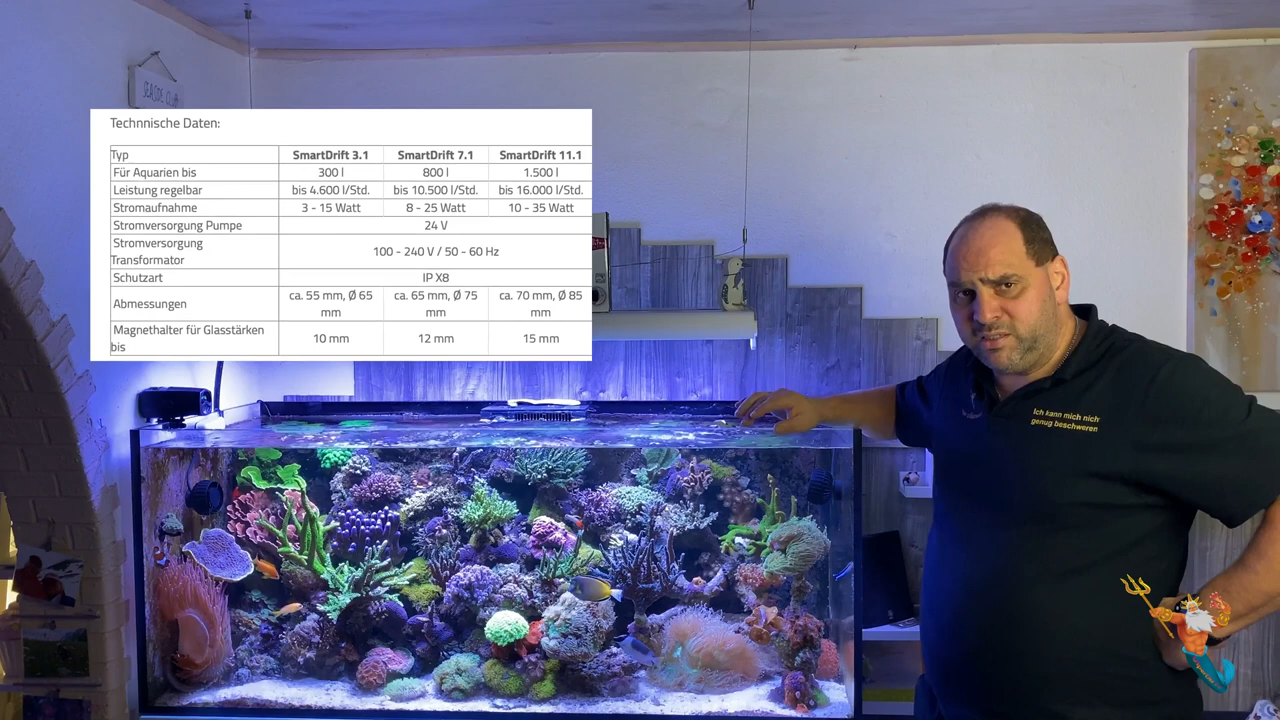 SEASIDE CLUB
Technnische Daten:
Typ SmartDrift 3.1 SmartDrift 7.1 SmartDrift 11.1
Für Aquarien bis 300 l 800 l 1.500 l
Leistung regelbar bis 4.600 l/Std. bis 10.500 l/Std. bis 16.000 l/Std.
Stromaufnahme 3 - 15 Watt 8 - 25 Watt 10 - 35 Watt
Stromversorgung Pumpe 24 V
Stromversorgung
Transformator
100 - 240 V / 50 - 60 Hz
Schutzart IP X8
Abmessungen
ca. 55 mm, Ø 65
mm
ca. 65 mm, Ø 75
mm
ca. 70 mm, Ø 85
mm
Magnethalter für Glasstärken
bis
10 mm 12 mm 15 mm
Ich kann mich nich
genug beschweren